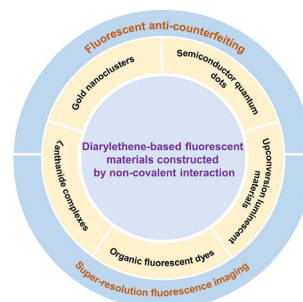 Fluorescent anti-counterfeiting
Gold nanoclusters
Semiconductor quantum
dots
Diarylethene-based fluorescent
materials constructed
by non-covalent interaction
Lanthanide complexes
Upconversion luminescent
materials
Organic fluorescent dyes
Super-resolution fluorescence imaging